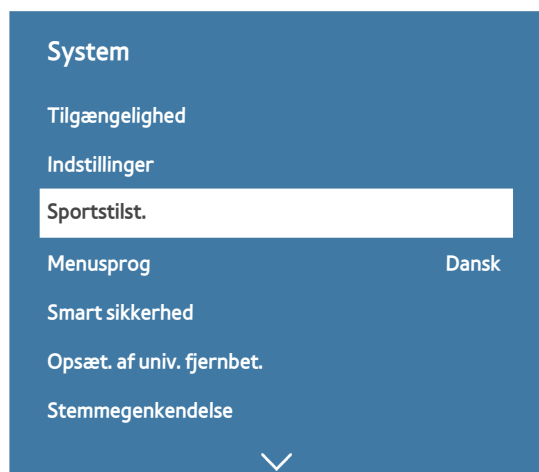 System
Tilgængelighed
Indstillinger
Sportstilst.
Menusprog Dansk
Smart sikkerhed
Opsæt. af univ. fjernbet.
Stemmegenkendelse